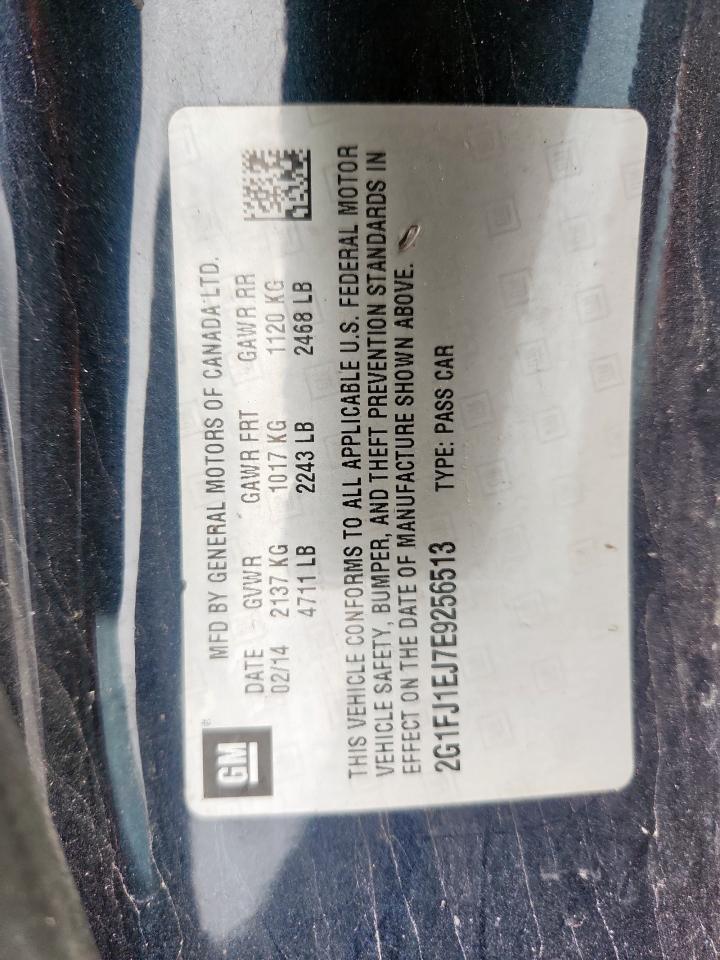 GM
MFD BY GENERAL MOTORS OF CANADA LTD.
DATE GVWR GAWR FRT GAWR RR
02/14 2137 KG 1017 KG 1120 KG
4711 LB 2243 LB 2468 LB
THIS VEHICLE CONFORMS TO ALL APPLICABLE U.S. FEDERAL MOTOR
VEHICLE SAFETY, BUMPER, AND THEFT PREVENTION STANDARDS IN
EFFECT ON THE DATE OF MANUFACTURE SHOWN ABOVE.
2G1FJ1EJ7E9256513 TYPE: PASS CAR